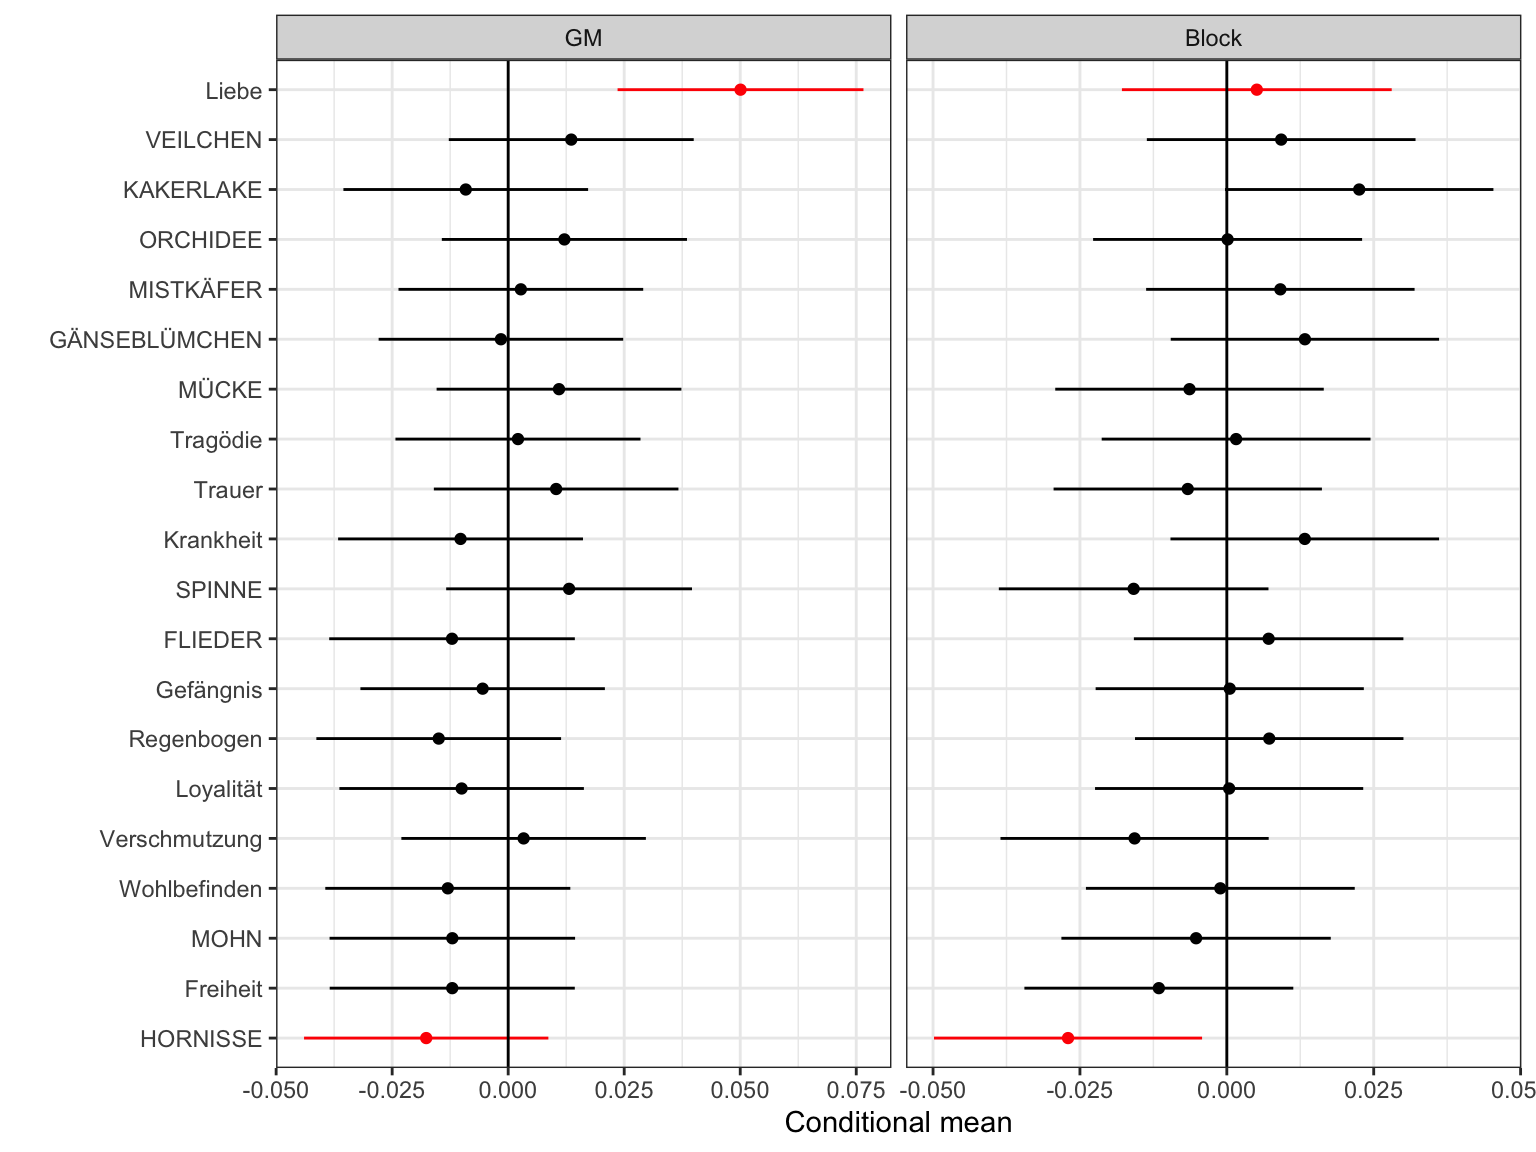 GM Block
Liebe
VEILCHEN
KAKERLAKE
ORCHIDEE
MISTKÄFER
GÄNSEBLÜMCHEN
MÜCKE
Tragödie
Trauer
Krankheit
SPINNE
FLIEDER
Gefängnis
Regenbogen
Loyalität
Verschmutzung
Wohlbefinden
MOHN
Freiheit
HORNISSE
-0.050 -0.025 0.000 0.025 0.050 0.075 -0.050 -0.025 0.000 0.025 0.05
Conditional mean